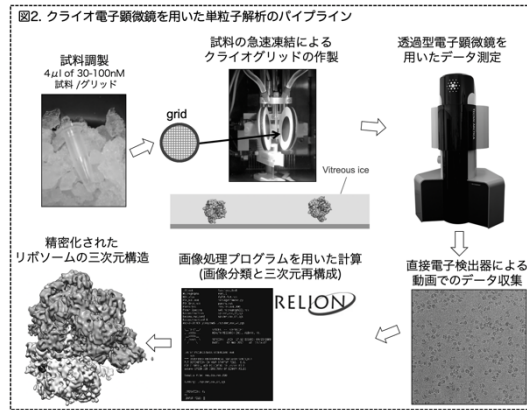 図2. クライオ電子顕微鏡を用いた単粒子解析のパイプライン
試料調製
4μl of 30-100nM
試料 /グリッド
grid
試料の急速凍結による
クライオグリッドの作製
Vitreous ice
透過型電子顕微鏡
を用いたデータ測定
直接電子検出器による
動画でのデータ収集
画像処理プログラムを用いた計算
(画像分類と三次元再構成)
RELION
精密化された
リボソームの三次元構造